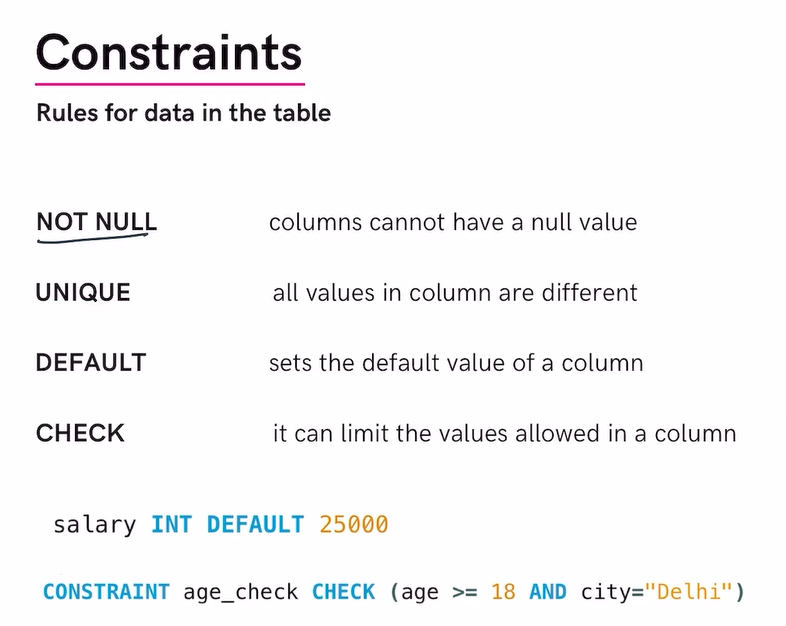 Constraints
Rules for data in the table
NOT NULL columns cannot have a null value
UNIQUE all values in column are different
DEFAULT sets the default value of a column
CHECK it can limit the values allowed in a column
salary INT DEFAULT 25000
CONSTRAINT age_check CHECK (age >= 18 AND city="Delhi")